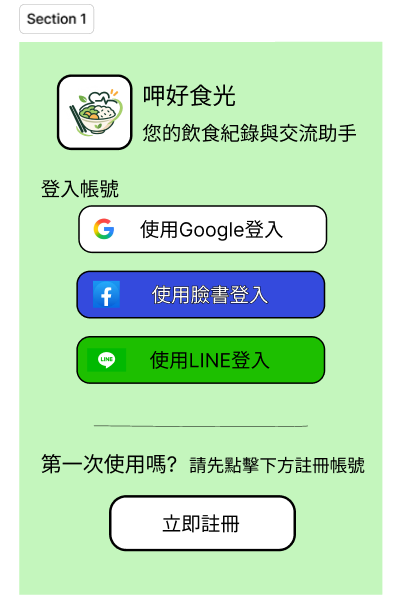 Section 1
呷好食光
您的飲食紀錄與交流助手
登入帳號
使用Google登入
使用臉書登入
LINE
使用LINE登入
第一次使用嗎？ 請先點擊下方註冊帳號
立即註冊